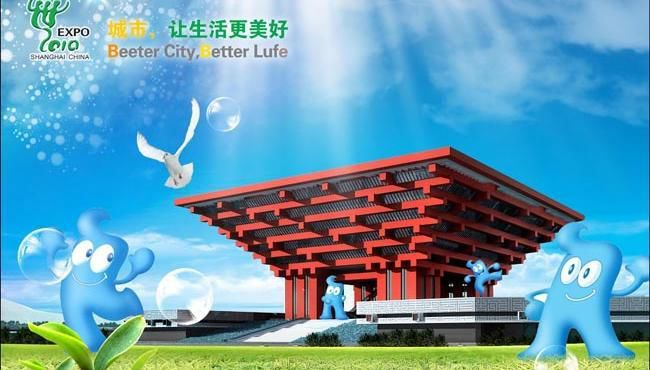 EXPO
2010
SHANGHAI CHINA
城市，让生活更美好
Beeter City,Better Lufe